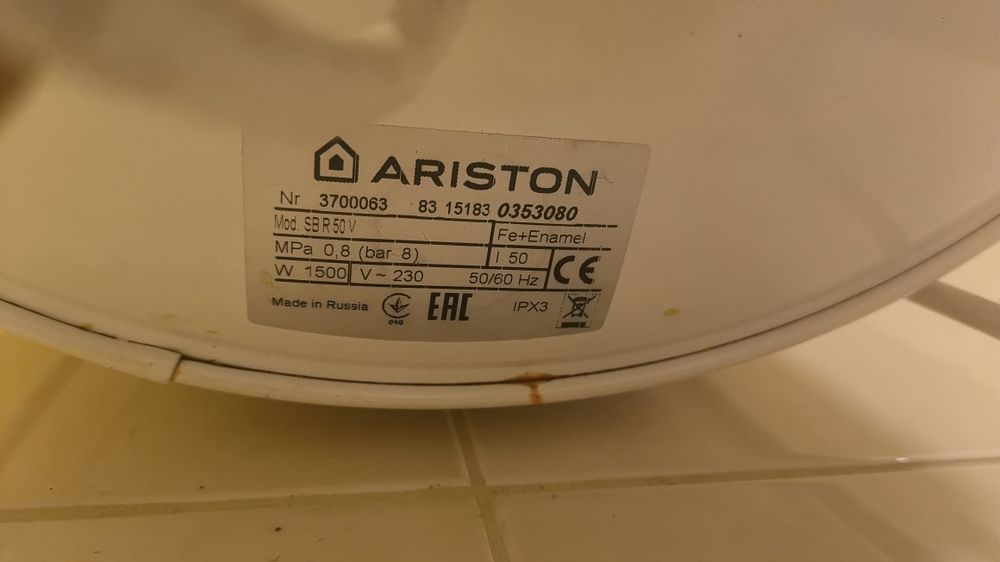 ARISTON
Nr 3700063 83 15183 0353080
Mod. SB R 50 V Fe+Enamel
MPa 0,8 (bar 8) l 50 CE
W 1500 V ~ 230 50/60 Hz
Made in Russia 010 EAC IPX3